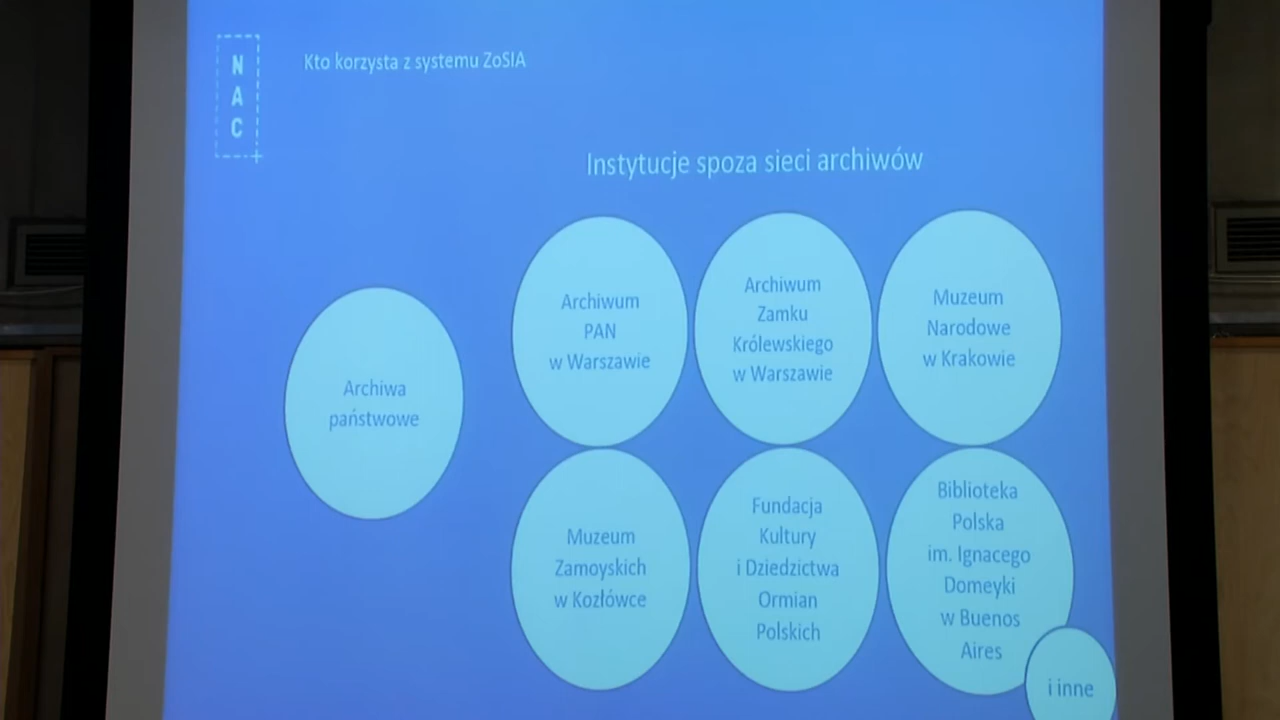 N
A
C
Kto korzysta z systemu ZoSIA
Instytucje spoza sieci archiwów
Archiwa
państwowe
Archiwum
PAN
w Warszawie
Archiwum
Zamku
Królewskiego
w Warszawie
Muzeum
Narodowe
w Krakowie
Muzeum
Zamoyskich
w Kozłówce
Fundacja
Kultury
i Dziedzictwa
Ormian
Polskich
Biblioteka
Polska
im. Ignacego
Domeyki
w Buenos
Aires
i inne